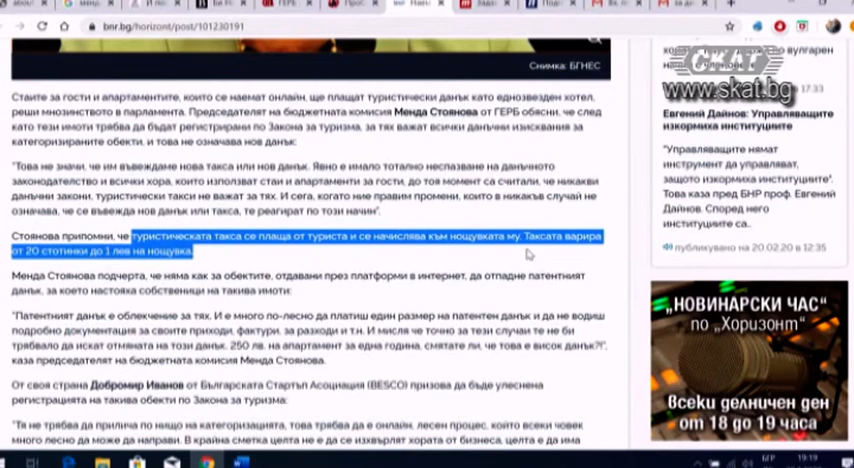 bnr.bg/horizont/post/101230191
Снимка: БГНЕС
Стаите за гости и апартаментите, които се наемат онлайн, ще плащат туристически данък като еднозвезден хотел,
реши мнозинството в парламента. Председателят на бюджетната комисия Менда Стоянова от ГЕРБ обясни, че след
като тези имоти трябва да бъдат регистрирани по Закона за туризма, за тях важат всички данъчни изисквания за
категоризираните обекти, и това не означава нов данък:
"Това не значи, че им въвеждаме нова такса или нов данък. Явно е имало тотално неспазване на данъчното
законодателство и всички хора, които използват стаи и апартаменти за гости, до този момент са считали, че никакви
данъчни закони, туристически такси не важат за тях. И сега, когато ние правим промени, които в никакъв случай не
означава, че се въвежда нов данък или такса, те реагират по този начин".
Стоянова припомни, че туристическата такса се плаща от туриста и се начислява към нощувката му. Таксата варира
от 20 стотинки до 1 лев на нощувка.
Менда Стоянова подчерта, че няма как за обектите, отдавани през платформи в интернет, да отпадне патентният
данък, за което настояха собственици на такива имоти:
"Патентният данък е облекчение за тях. И е много по-лесно да платиш един размер на патентен данък и да не водиш
подробно документация за своите приходи, фактури, за разходи и т.н. И мисля че точно за тези случаи те не би
трябвало да искат отмяната на този данък. 250 лв. на апартамент за една година, смятате ли, че това е висок данък?!",
каза председателят на бюджетната комисия Менда Стоянова.
От своя страна Добромир Иванов от Българската Стартъп Асоциация (BESCO) призова да бъде улеснена
регистрацията на такива обекти по Закона за туризма:
"Тя не трябва да прилича по нищо на категоризацията, това трябва да е онлайн, лесен процес, който всеки човек
много лесно да може да направи. В крайна сметка целта не е да се изхвърлят хората от бизнеса, целта е да има
СКАТ
www.skat.bg
17:33
Евгений Дайнов: Управляващите
изкормиха институциите
"Управляващите нямат
инструмент да управляват,
защото изкормиха институциите".
Това каза пред БНР проф. Евгений
Дайнов. Според него
институциите са..
публикувано на 20.02.20 в 12:35
„НОВИНАРСКИ ЧАС“
по „Хоризонт“
всеки делничен ден
от 18 до 19 часа
БГР
19:19